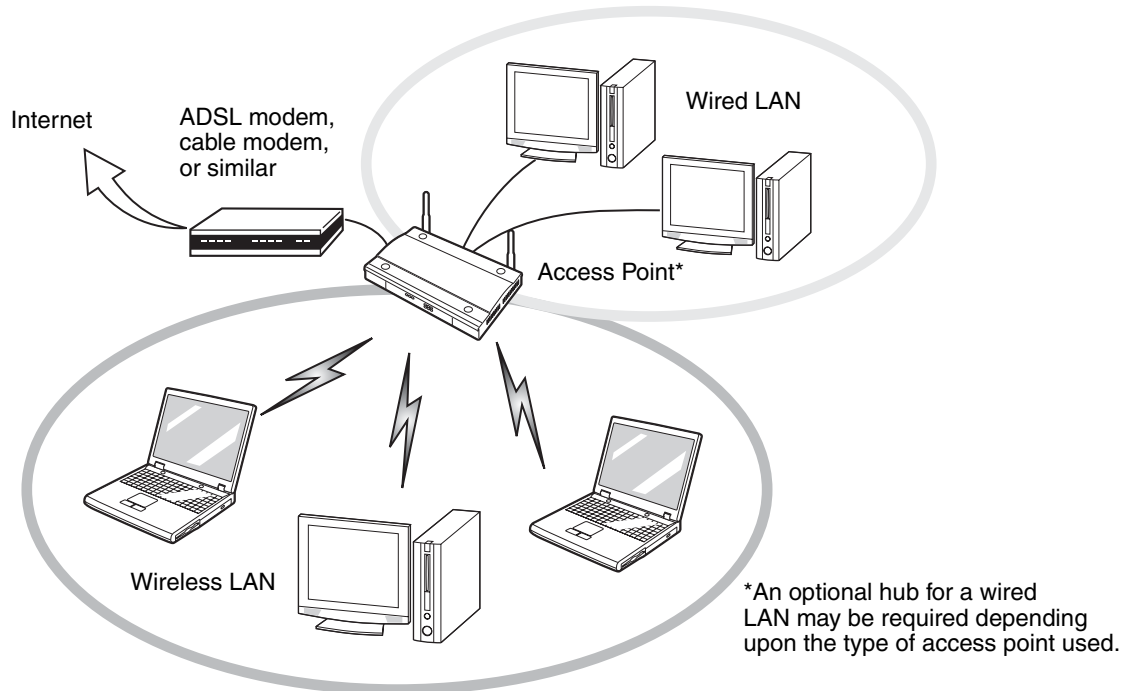 Internet
ADSL modem,
cable modem,
or similar
Wired LAN
Access Point*
Wireless LAN
*An optional hub for a wired
LAN may be required depending
upon the type of access point used.